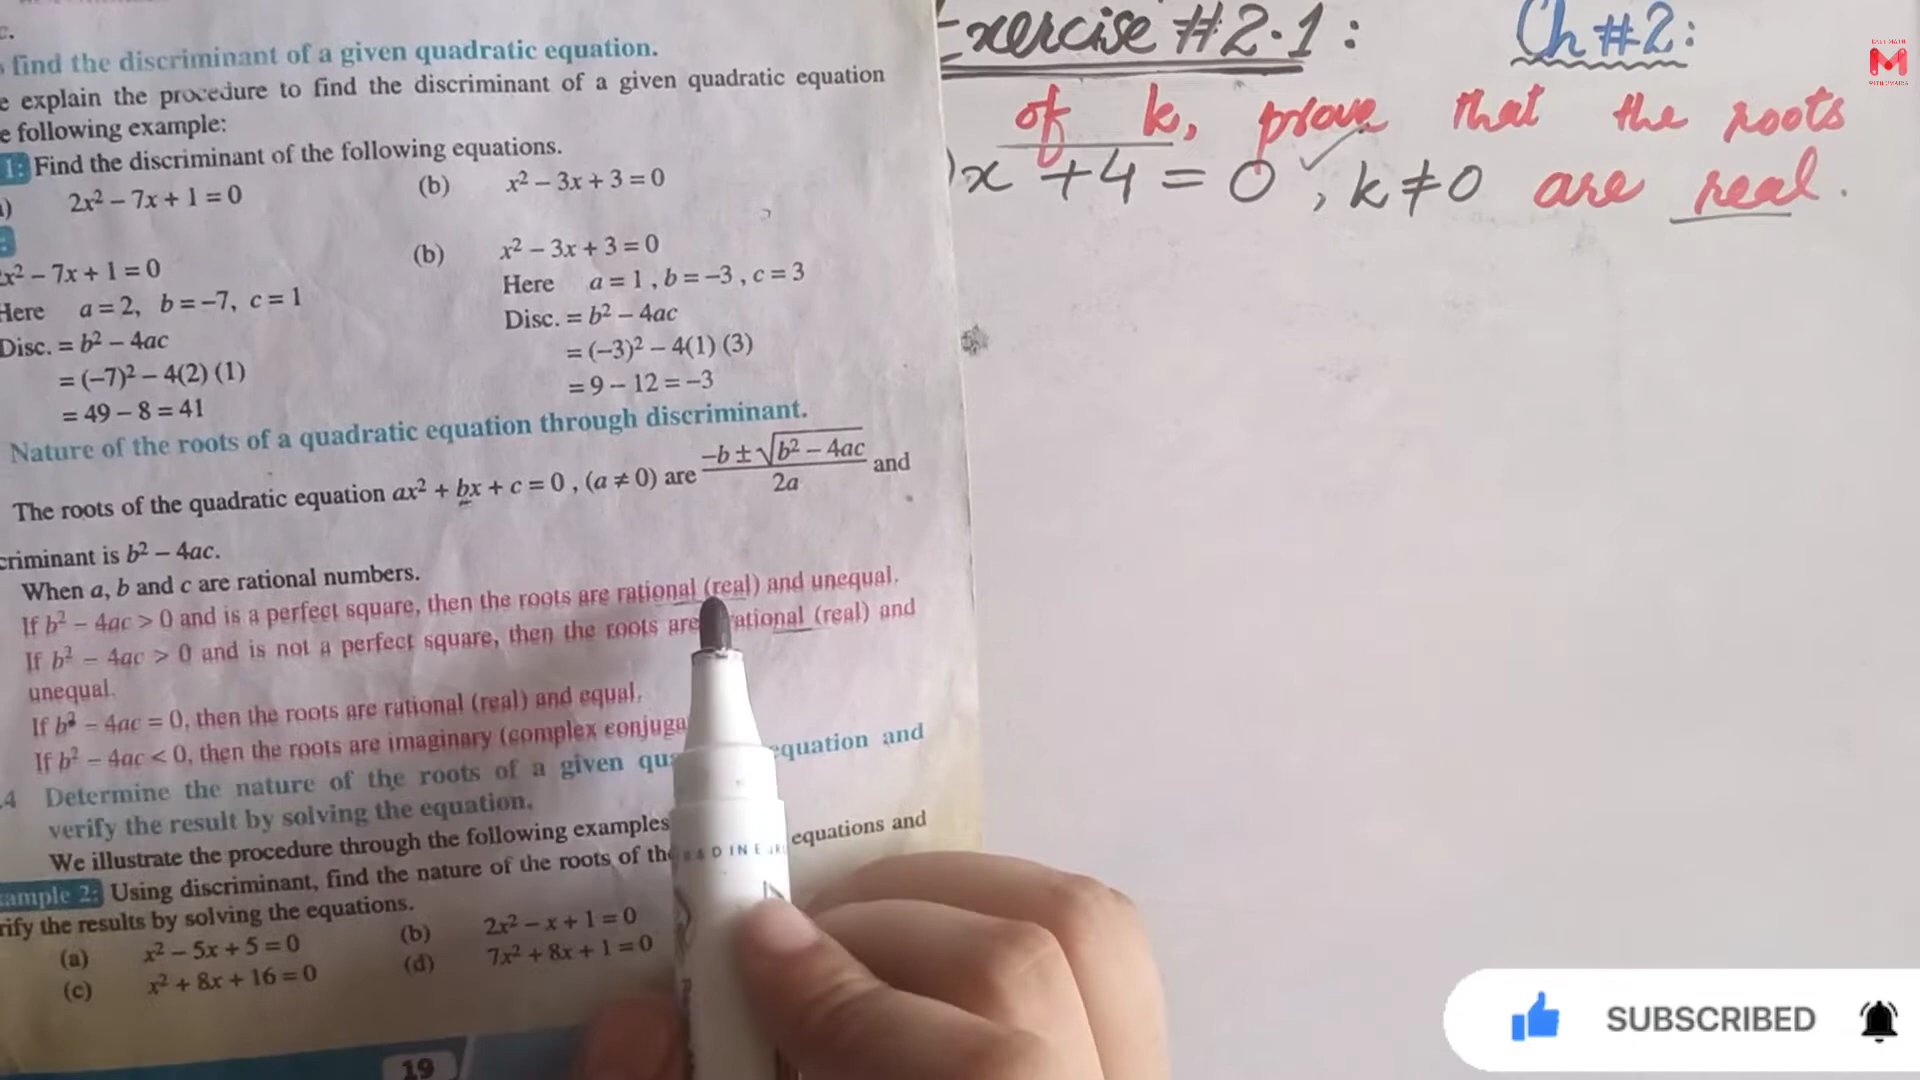 c.
find the discriminant of a given quadratic equation.
e explain the procedure to find the discriminant of a given quadratic equation
e following example:
1: Find the discriminant of the following equations.
) 2x² – 7x + 1 = 0 (b) x² – 3x + 3 = 0
:
x² – 7x + 1 = 0 (b) x² – 3x + 3 = 0
Here a = 2, b = –7, c = 1 Here a = 1 , b = –3 , c = 3
Disc. = b² – 4ac Disc. = b² – 4ac
= (–7)² – 4(2) (1) = (–3)² – 4(1) (3)
= 49 – 8 = 41 = 9 – 12 = –3
Nature of the roots of a quadratic equation through discriminant.
The roots of the quadratic equation ax² + bx + c = 0 , (a ≠ 0) are –b ± √b² – 4ac / 2a and
criminant is b² – 4ac.
When a, b and c are rational numbers.
If b² – 4ac > 0 and is a perfect square, then the roots are rational (real) and unequal.
If b² – 4ac > 0 and is not a perfect square, then the roots are rational (real) and
unequal.
If b² – 4ac = 0, then the roots are rational (real) and equal.
If b² – 4ac < 0, then the roots are imaginary (complex conjuga
.4 Determine the nature of the roots of a given qua equation and
verify the result by solving the equation.
We illustrate the procedure through the following examples
ample 2: Using discriminant, find the nature of the roots of the equations and
rify the results by solving the equations.
(a) x² – 5x + 5 = 0 (b) 2x² – x + 1 = 0
(c) x² + 8x + 16 = 0 (d) 7x² + 8x + 1 = 0
19
Exercise #2.1 : Ch #2:
of k, prove that the roots
)x + 4 = 0 , k ≠ 0 are real.
M
SUBSCRIBED